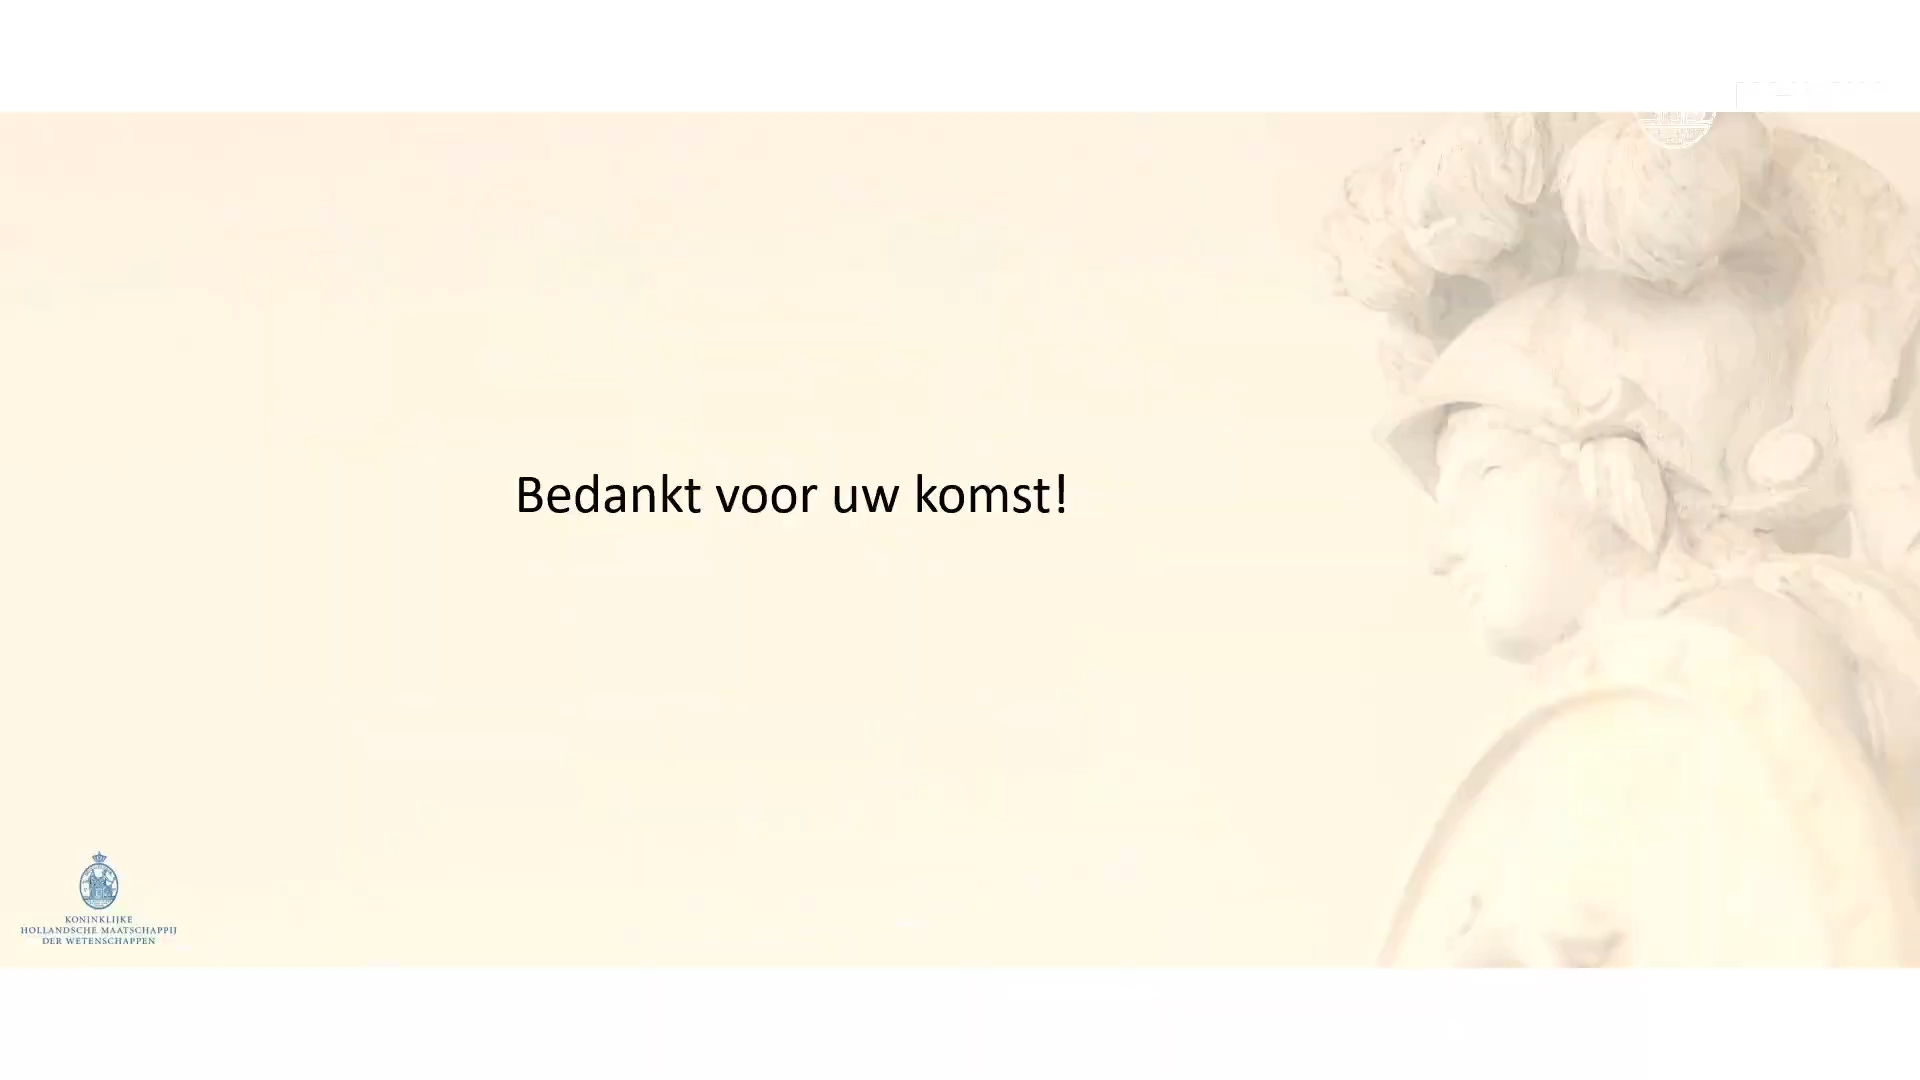 Bedankt voor uw komst!
KONINKLIJKE
HOLLANDSCHE MAATSCHAPPIJ
DER WETENSCHAPPEN